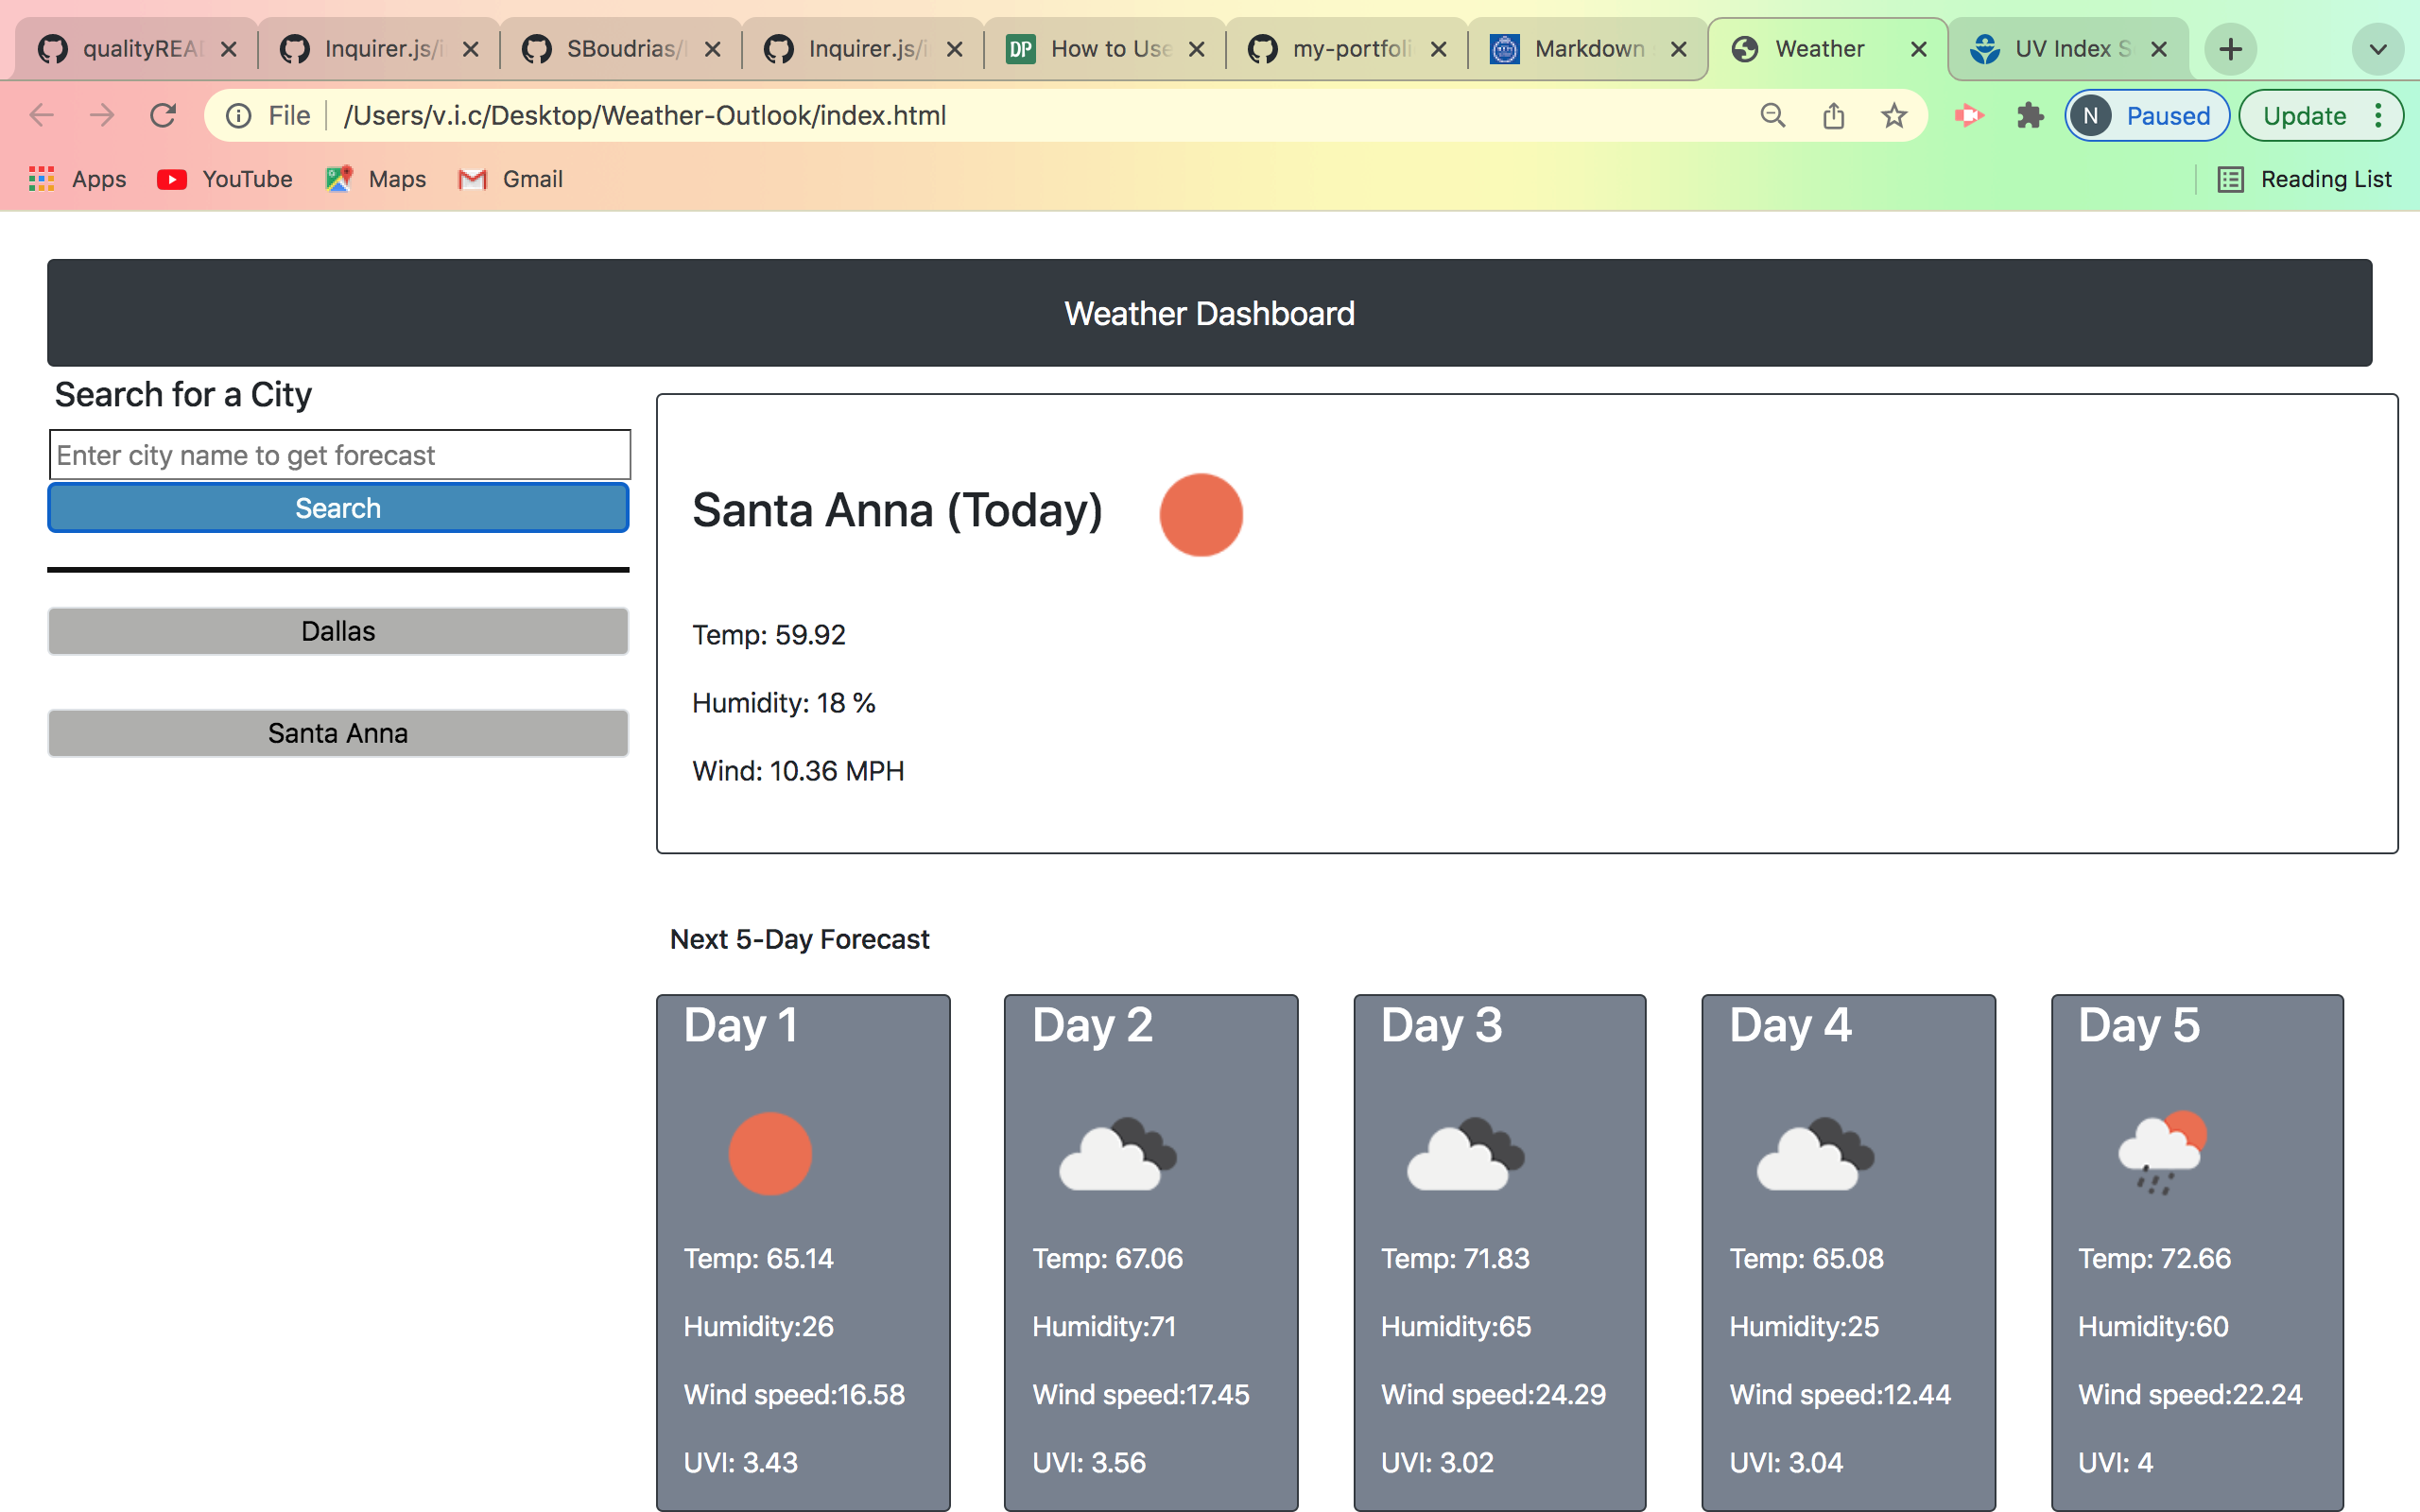 qualityREA
Inquirer.js/i
SBoudrias/
Inquirer.js/i
DP How to Use
my-portfoli
Markdown
Weather
UV Index S
File /Users/v.i.c/Desktop/Weather-Outlook/index.html
N Paused
Update
Apps YouTube Maps Gmail
Reading List
Weather Dashboard
Search for a City
Enter city name to get forecast
Search
Dallas
Santa Anna
Santa Anna (Today)
Temp: 59.92
Humidity: 18 %
Wind: 10.36 MPH
Next 5-Day Forecast
Day 1
Temp: 65.14
Humidity:26
Wind speed:16.58
UVI: 3.43
Day 2
Temp: 67.06
Humidity:71
Wind speed:17.45
UVI: 3.56
Day 3
Temp: 71.83
Humidity:65
Wind speed:24.29
UVI: 3.02
Day 4
Temp: 65.08
Humidity:25
Wind speed:12.44
UVI: 3.04
Day 5
Temp: 72.66
Humidity:60
Wind speed:22.24
UVI: 4